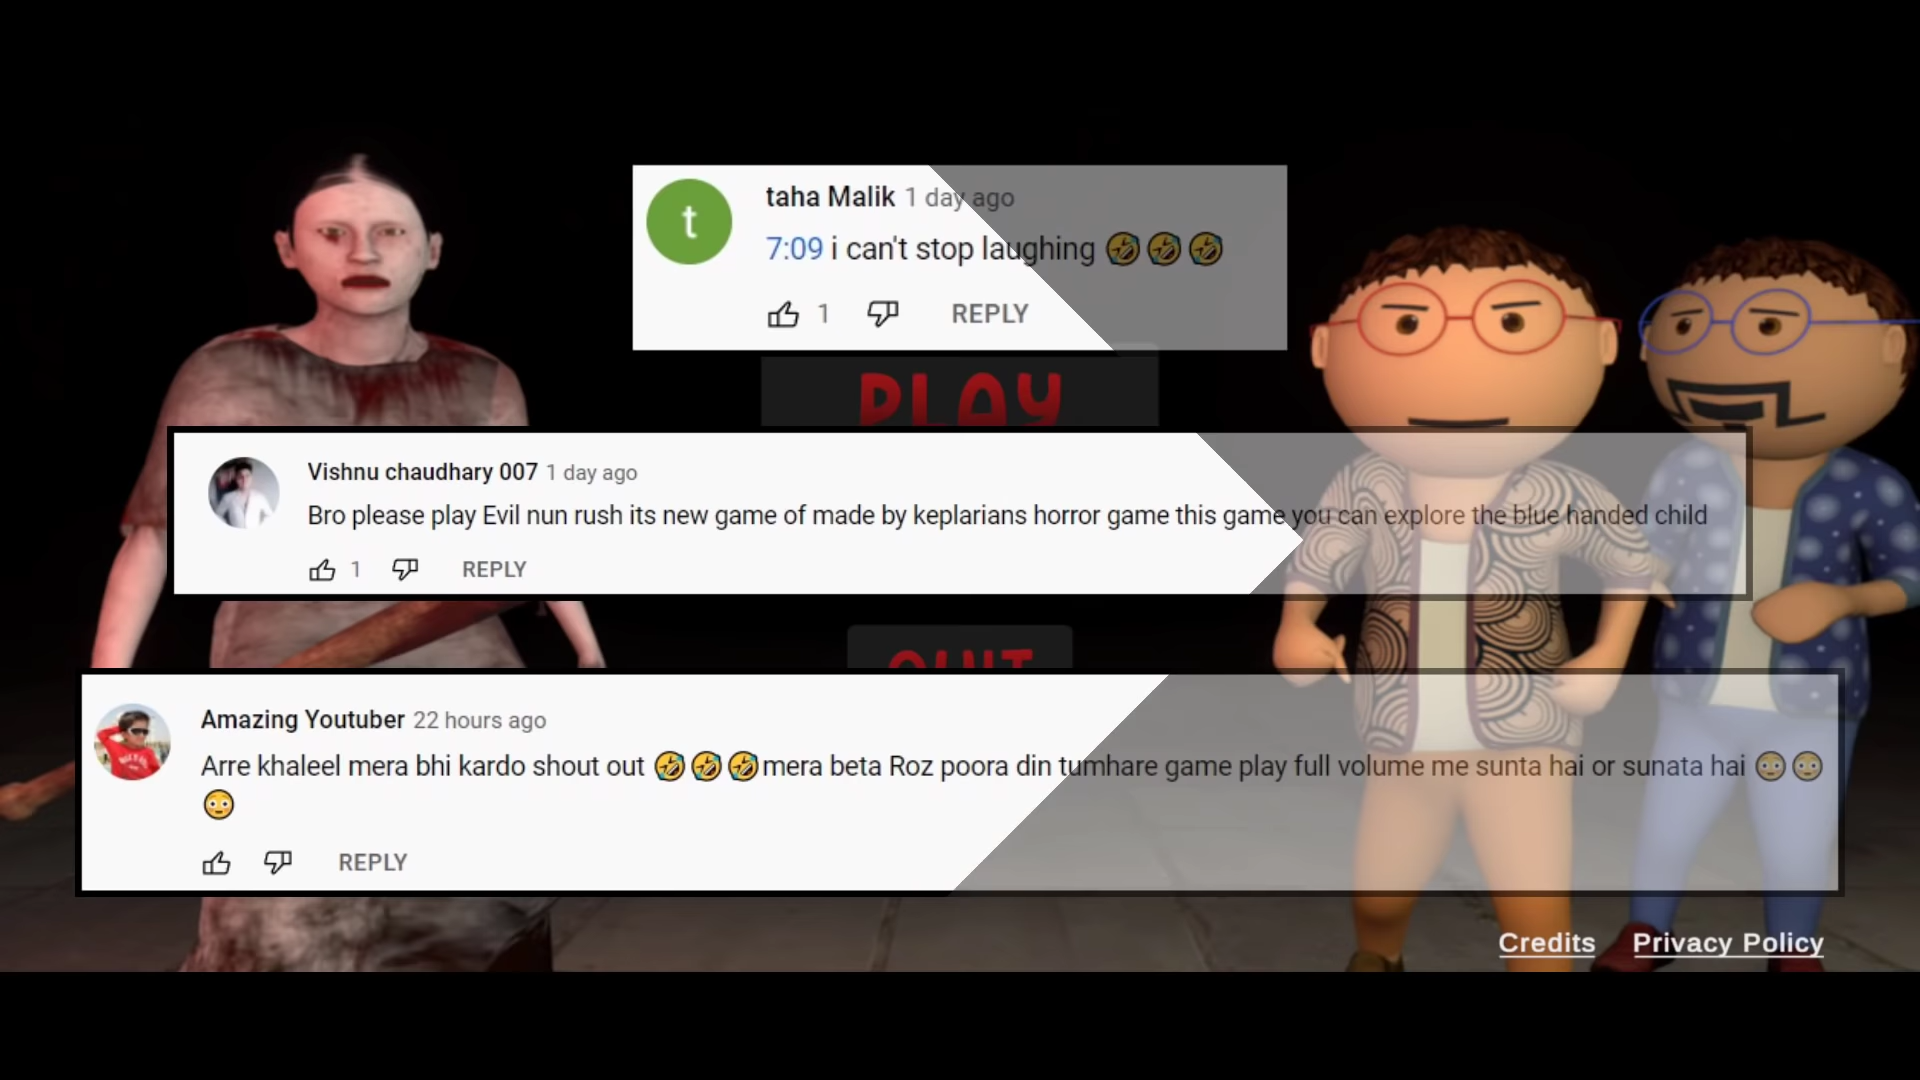 t
taha Malik 1 day ago
7:09 i can't stop laughing 🤣🤣🤣
1 REPLY
PLAY
Vishnu chaudhary 007 1 day ago
Bro please play Evil nun rush its new game of made by keplarians horror game this game you can explore the blue handed child
1 REPLY
QUIT
Amazing Youtuber 22 hours ago
Arre khaleel mera bhi kardo shout out 🤣🤣🤣mera beta Roz poora din tumhare game play full volume me sunta hai or sunata hai 😳😳
😳
REPLY
Credits Privacy Policy